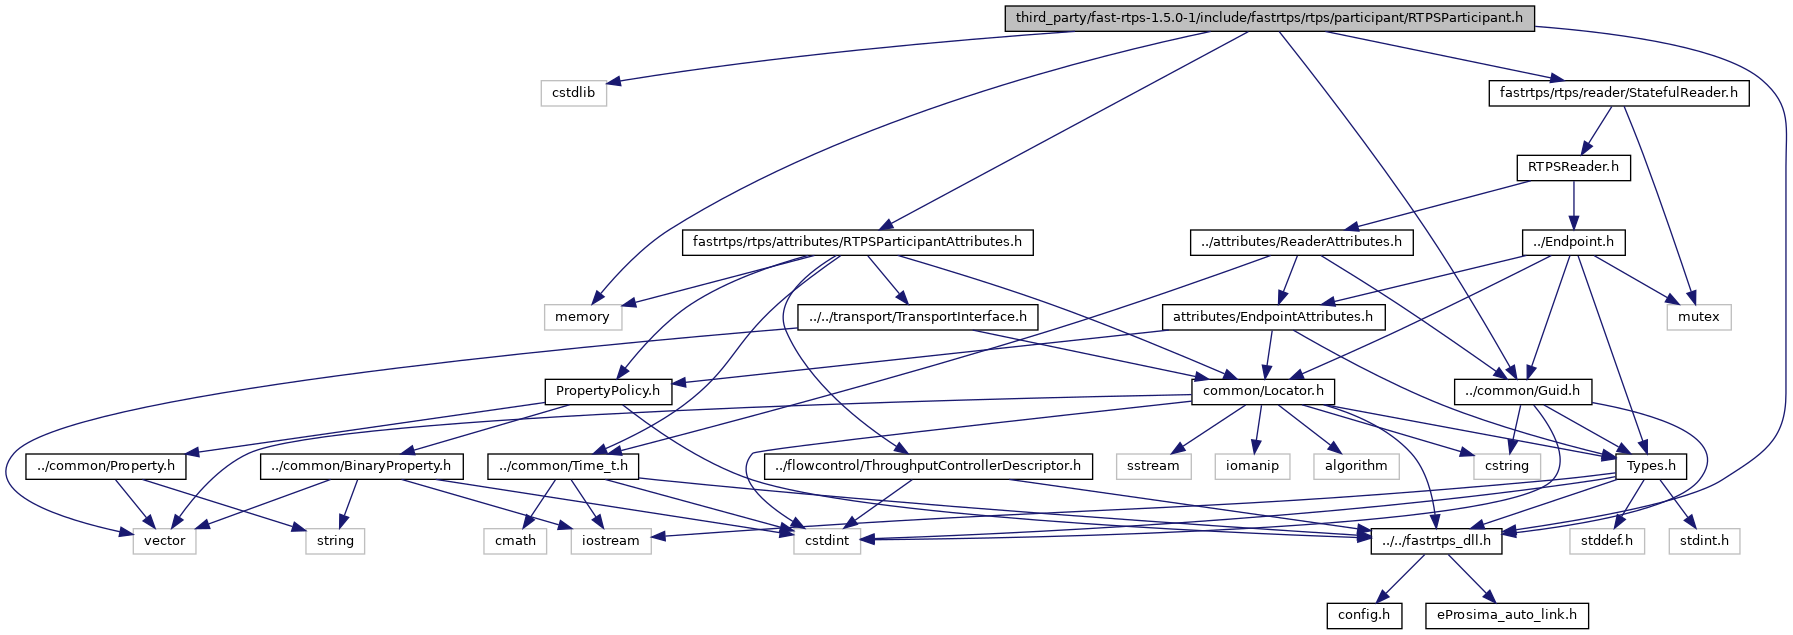 third_party/fast-rtps-1.5.0-1/include/fastrtps/rtps/participant/RTPSParticipant.h
cstdlib
fastrtps/rtps/reader/StatefulReader.h
RTPSReader.h
fastrtps/rtps/attributes/RTPSParticipantAttributes.h
../attributes/ReaderAttributes.h
../Endpoint.h
memory
../../transport/TransportInterface.h
attributes/EndpointAttributes.h
mutex
PropertyPolicy.h
common/Locator.h
../common/Guid.h
../common/Property.h
../common/BinaryProperty.h
../common/Time_t.h
../flowcontrol/ThroughputControllerDescriptor.h
sstream
iomanip
algorithm
cstring
Types.h
vector
string
cmath
iostream
cstdint
../../fastrtps_dll.h
stddef.h
stdint.h
config.h
eProsima_auto_link.h